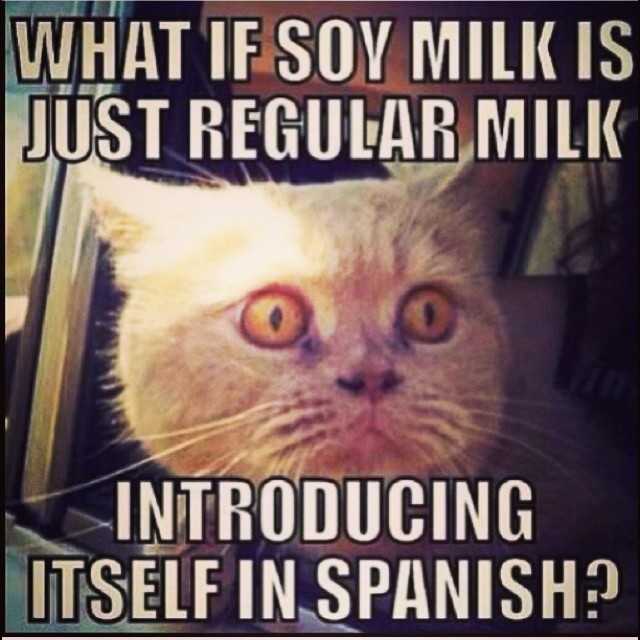 WHAT IF SOY MILK IS
JUST REGULAR MILK
INTRODUCING
ITSELF IN SPANISH?